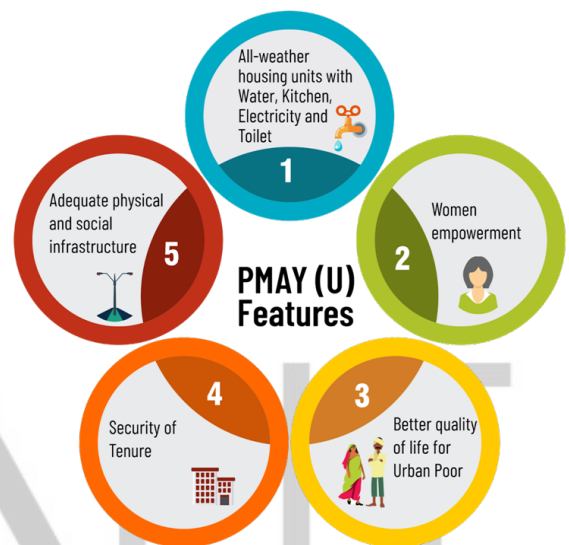 All-weather
housing units with
Water, Kitchen,
Electricity and
Toilet
1
Women
empowerment
2
Better quality
of life for
Urban Poor
3
Security of
Tenure
4
Adequate physical
and social
infrastructure
5
PMAY (U)
Features